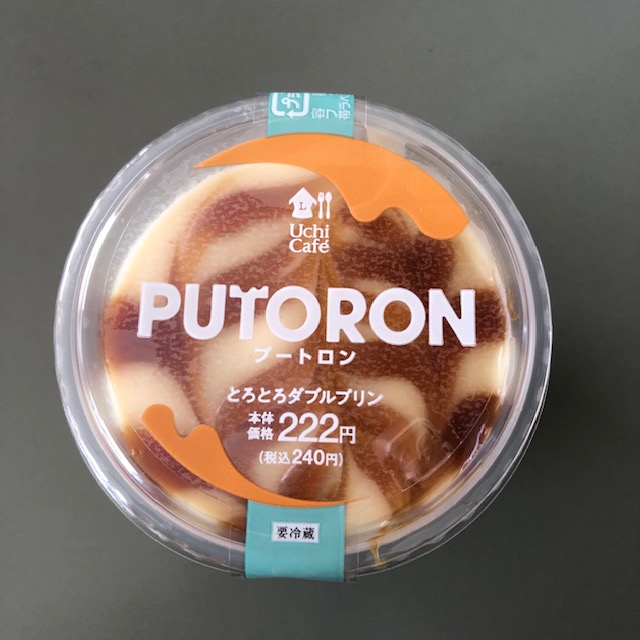 Uchi
Café
PUTORON
プートロン
とろとろダブルプリン
本体
価格 222円
(税込240円)
要冷蔵